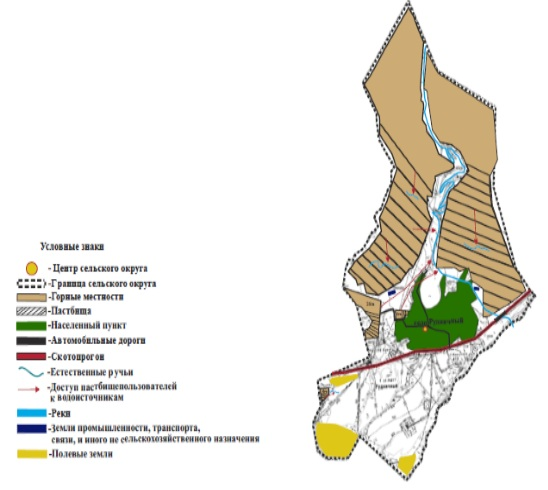 Условные знаки
- Центр сельского округа
-Граница сельского округа
-Горные местности
-Пастбища
-Населенный пункт
-Автомобильные дороги
-Скотопрогон
-Естественные ручьи
-Доступ пастбищепользователей
к водоисточникам
-Реки
-Земли промышленности, транспорта,
связи, и иного не сельскохозяйственного назначения
-Полевые земли